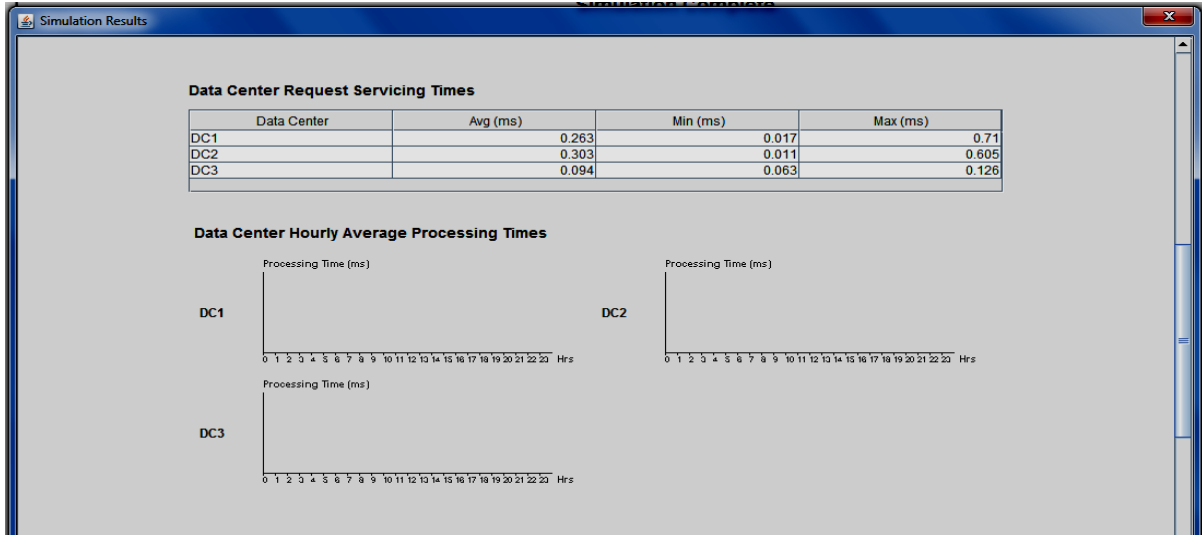 Simulation Complete
Simulation Results
x
Data Center Request Servicing Times
Data Center Avg (ms) Min (ms) Max (ms)
DC1 0.263 0.017 0.71
DC2 0.303 0.011 0.605
DC3 0.094 0.063 0.126
Data Center Hourly Average Processing Times
Processing Time (ms)
DC1
0 1 2 3 4 5 6 7 8 9 10 11 12 13 14 15 16 17 18 19 20 21 22 23 Hrs
Processing Time (ms)
DC2
0 1 2 3 4 5 6 7 8 9 10 11 12 13 14 15 16 17 18 19 20 21 22 23 Hrs
Processing Time (ms)
DC3
0 1 2 3 4 5 6 7 8 9 10 11 12 13 14 15 16 17 18 19 20 21 22 23 Hrs